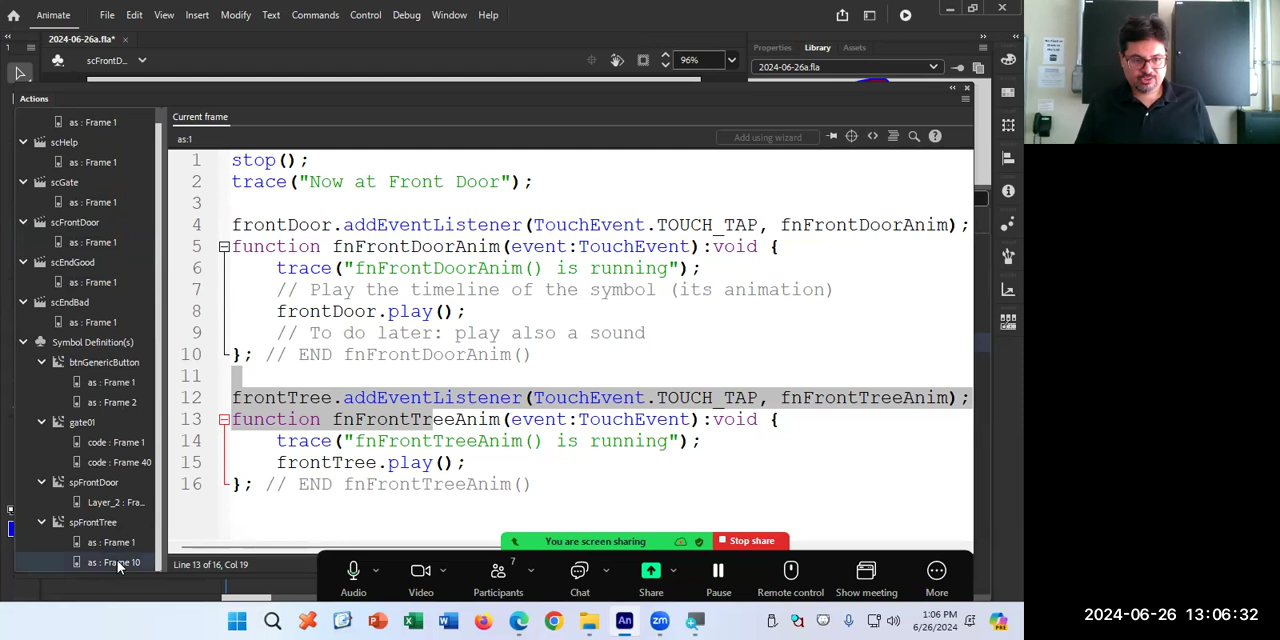 Animate File Edit View Insert Modify Text Commands Control Debug Window Help
2024-06-26a.fla* × Properties Library Assets
1 scFrontD... 96% 2024-06-26a.fla
Actions
as : Frame 1
scHelp
as : Frame 1
scGate
as : Frame 1
scFrontDoor
as : Frame 1
scEndGood
as : Frame 1
scEndBad
as : Frame 1
Symbol Definition(s)
btnGenericButton
as : Frame 1
as : Frame 2
gate01
code : Frame 1
code : Frame 40
spFrontDoor
Layer_2 : Fra...
spFrontTree
as : Frame 1
as : Frame 10
Current frame
as:1 Add using wizard
1 stop();
2 trace("Now at Front Door");
3
4 frontDoor.addEventListener(TouchEvent.TOUCH_TAP, fnFrontDoorAnim);
5 function fnFrontDoorAnim(event:TouchEvent):void {
6 trace("fnFrontDoorAnim() is running");
7 // Play the timeline of the symbol (its animation)
8 frontDoor.play();
9 // To do later: play also a sound
10 }; // END fnFrontDoorAnim()
11
12 frontTree.addEventListener(TouchEvent.TOUCH_TAP, fnFrontTreeAnim);
13 function fnFrontTreeAnim(event:TouchEvent):void {
14 trace("fnFrontTreeAnim() is running");
15 frontTree.play();
16 }; // END fnFrontTreeAnim()
You are screen sharing Stop share
Line 13 of 16, Col 19
7
Audio Video Participants Chat Share Pause Remote control Show meeting More
1:06 PM
6/26/2024
2024-06-26 13:06:32